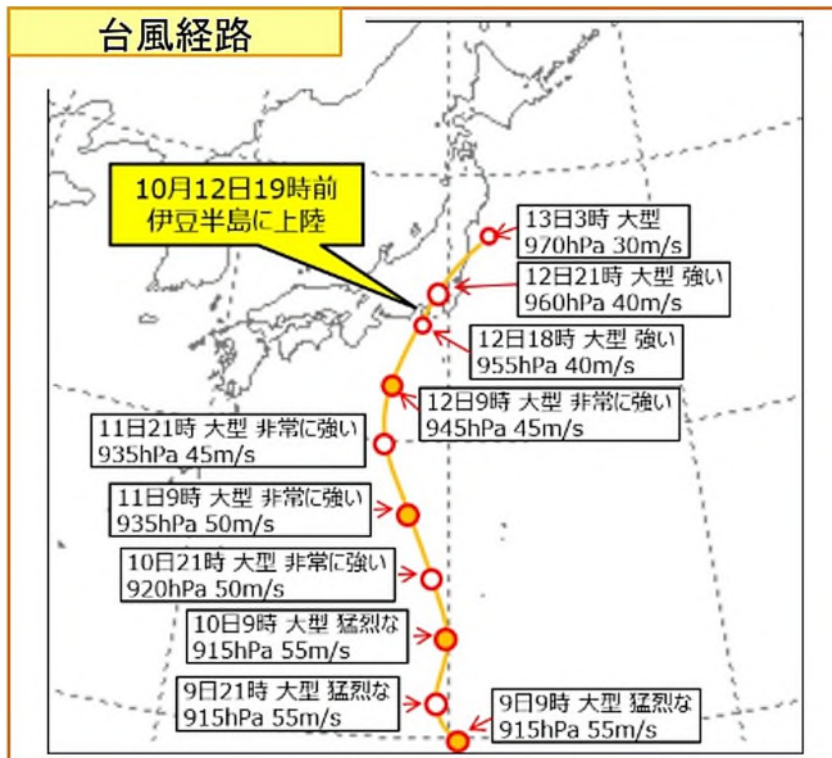 台風経路
10月12日19時前
伊豆半島に上陸
13日3時 大型
970hPa 30m/s
12日21時 大型 強い
960hPa 40m/s
12日18時 大型 強い
955hPa 40m/s
12日9時 大型 非常に強い
945hPa 45m/s
11日21時 大型 非常に強い
935hPa 45m/s
11日9時 大型 非常に強い
935hPa 50m/s
10日21時 大型 非常に強い
920hPa 50m/s
10日9時 大型 猛烈な
915hPa 55m/s
9日21時 大型 猛烈な
915hPa 55m/s
9日9時 大型 猛烈な
915hPa 55m/s